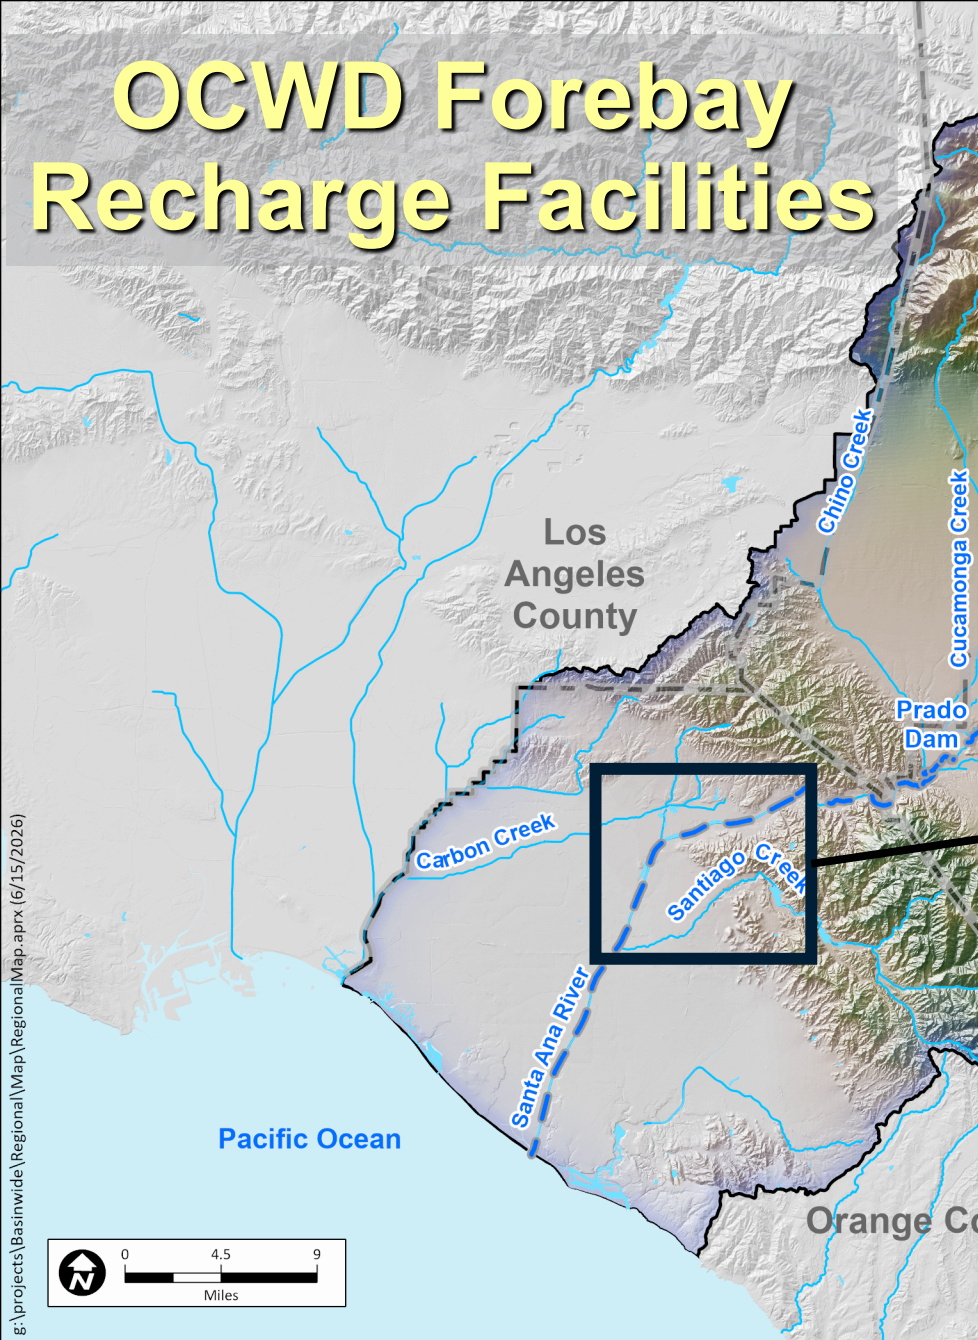 OCWD Forebay
Recharge Facilities
Los
Angeles
County
Chino Creek
Cucamonga Creek
Prado
Dam
Carbon Creek
Santiago Creek
Santa Ana River
Pacific Ocean
Orange Co
0 4.5 9
Miles
N
g:\projects\Basinwide\Regional\Map\RegionalMap.aprx (6/15/2026)